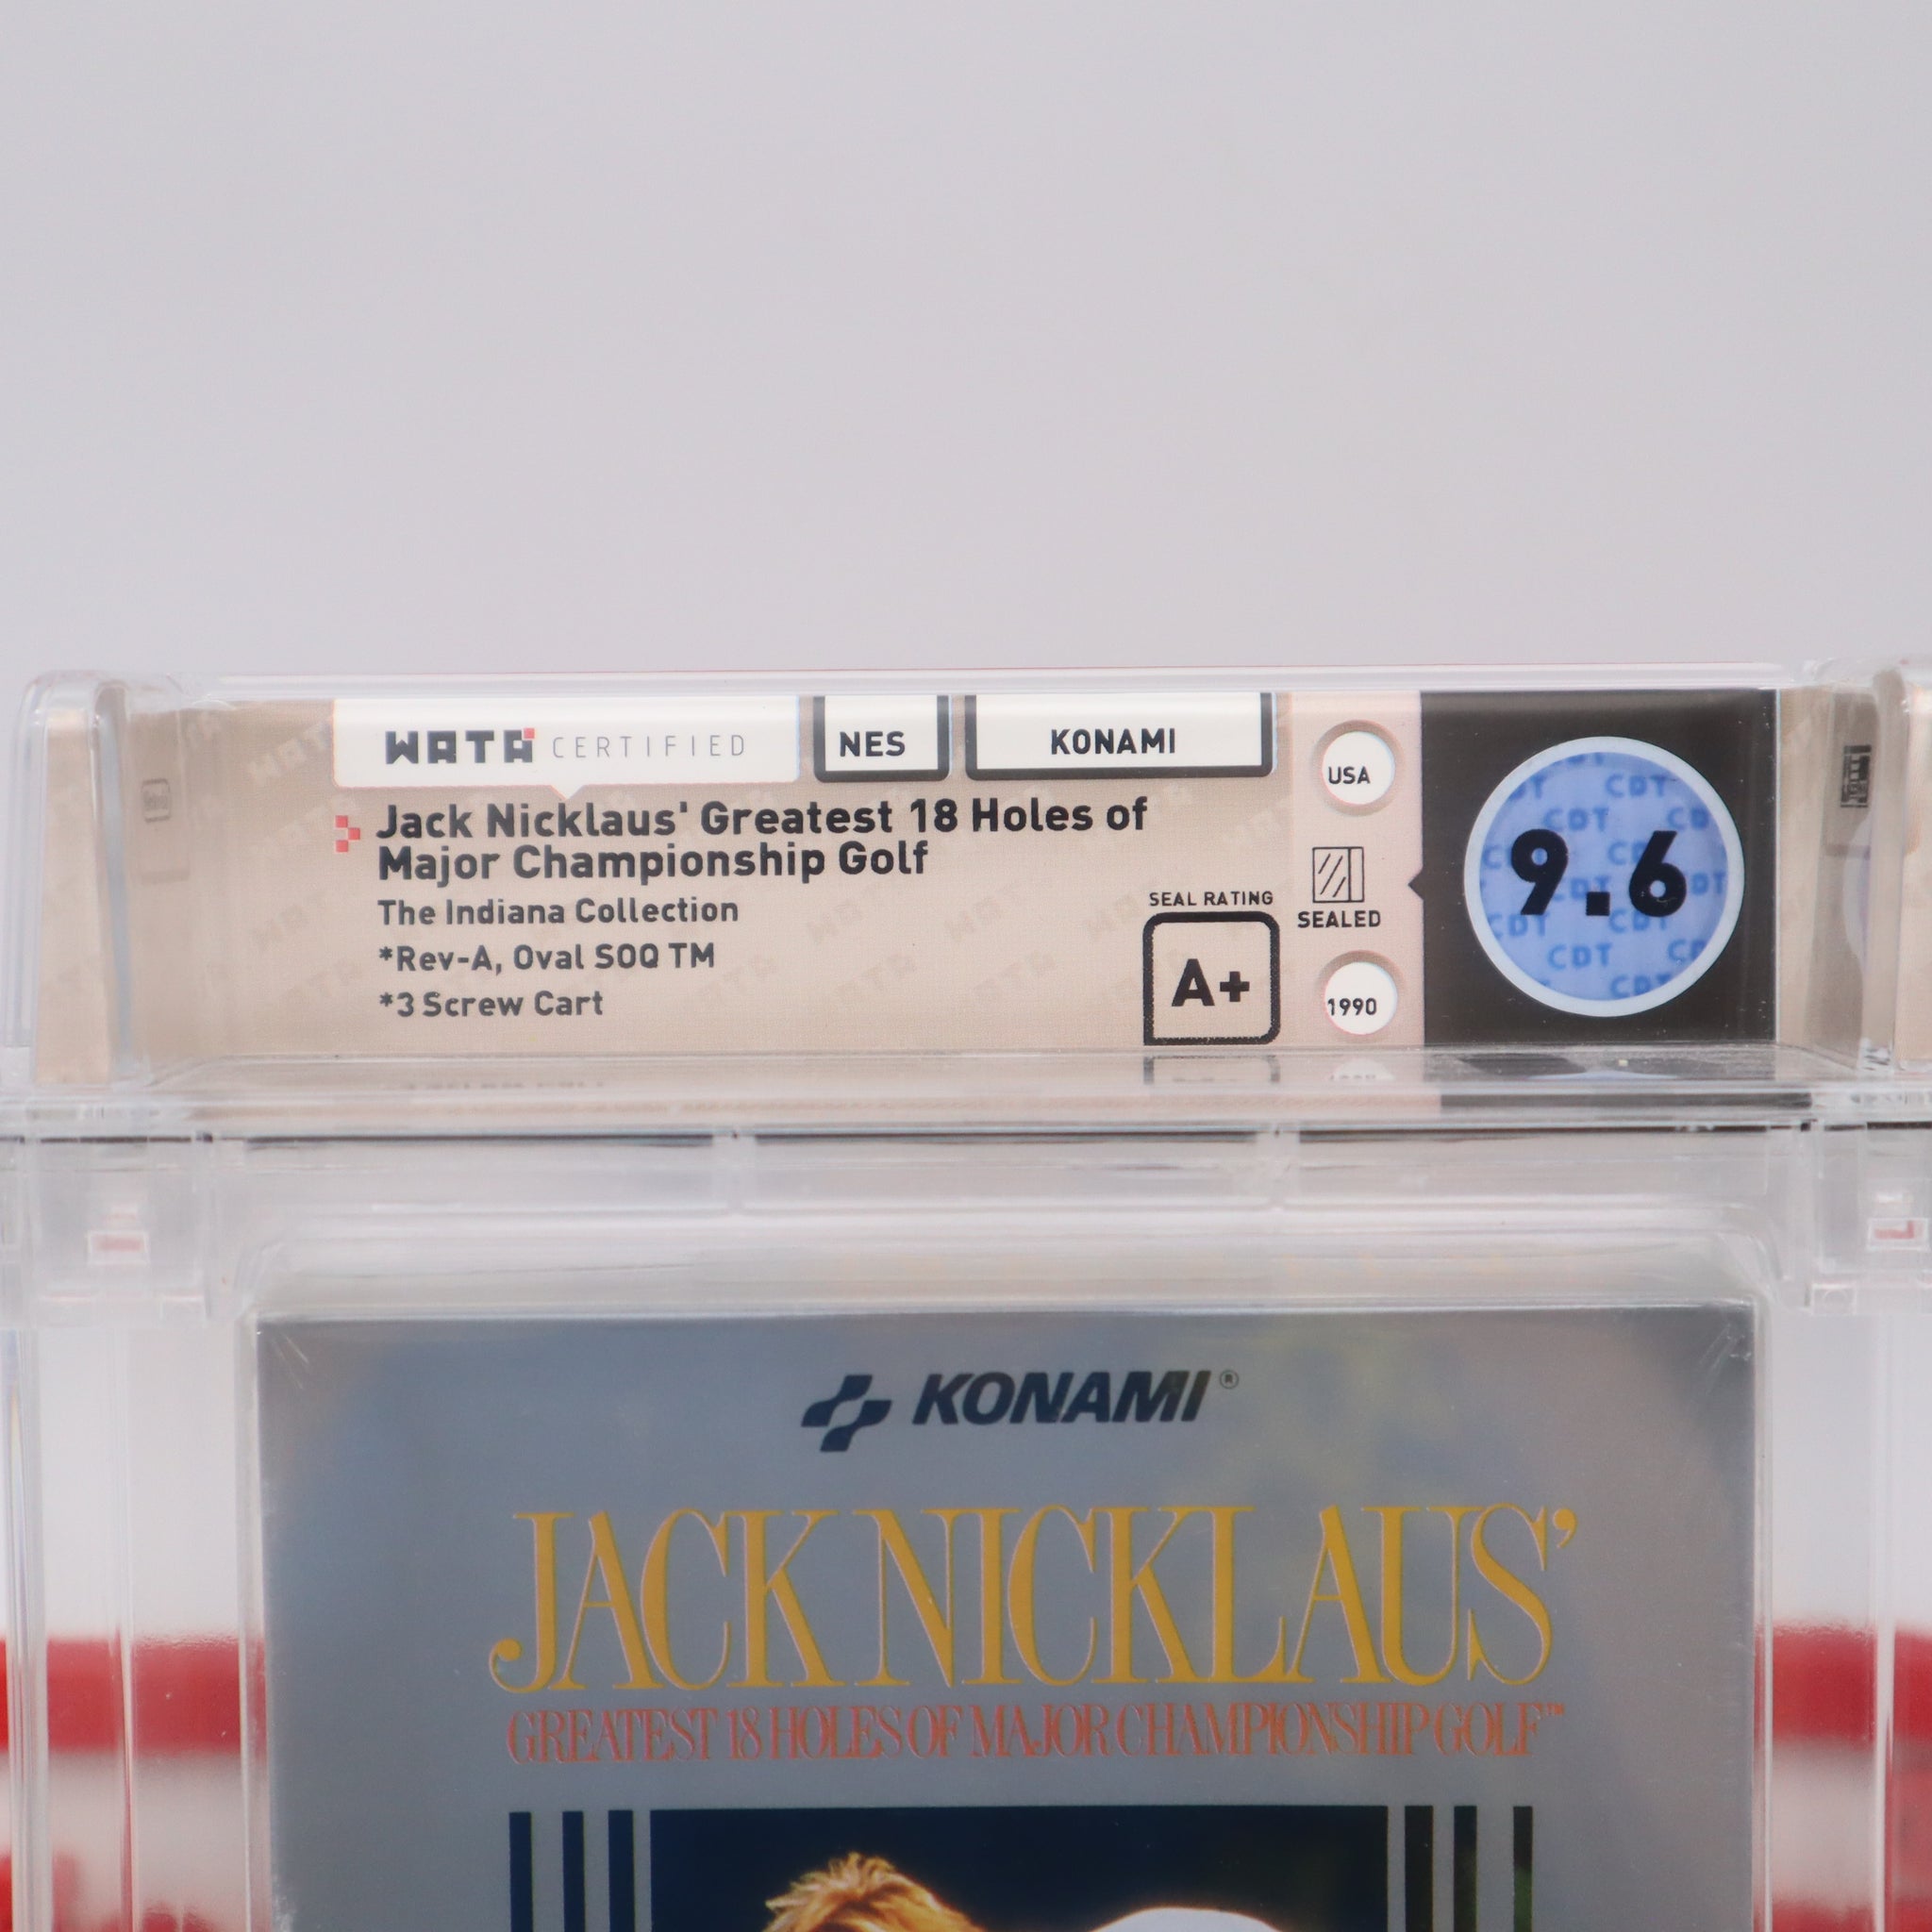 WATA CERTIFIED
NES
KONAMI
USA
Jack Nicklaus' Greatest 18 Holes of
Major Championship Golf
The Indiana Collection
*Rev-A, Oval SOQ TM
*3 Screw Cart
SEAL RATING
A+
SEALED
1990
9.6
CDT
KONAMI®
JACK NICKLAUS'
GREATEST 18 HOLES OF MAJOR CHAMPIONSHIP GOLF™